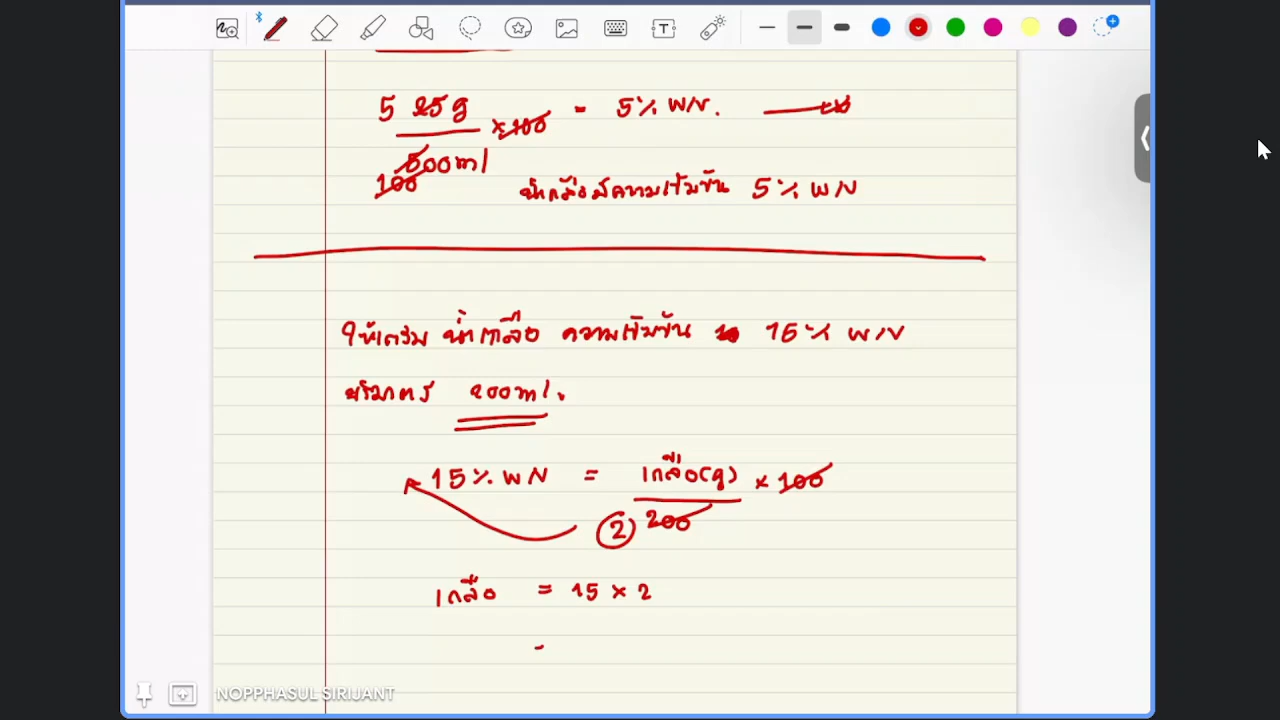 5 25g × 100 = 5% w/v.
500ml
100
น้ำเกลือมีความเข้มข้น 5% w/v
ให้เตรียม น้ำเกลือ ความเข้มข้น 15% w/v
ปริมาตร 200ml.
15% w/v = เกลือ(g) × 100
2 200
เกลือ = 15 × 2
=
NOPPHASUL SIRIJANT